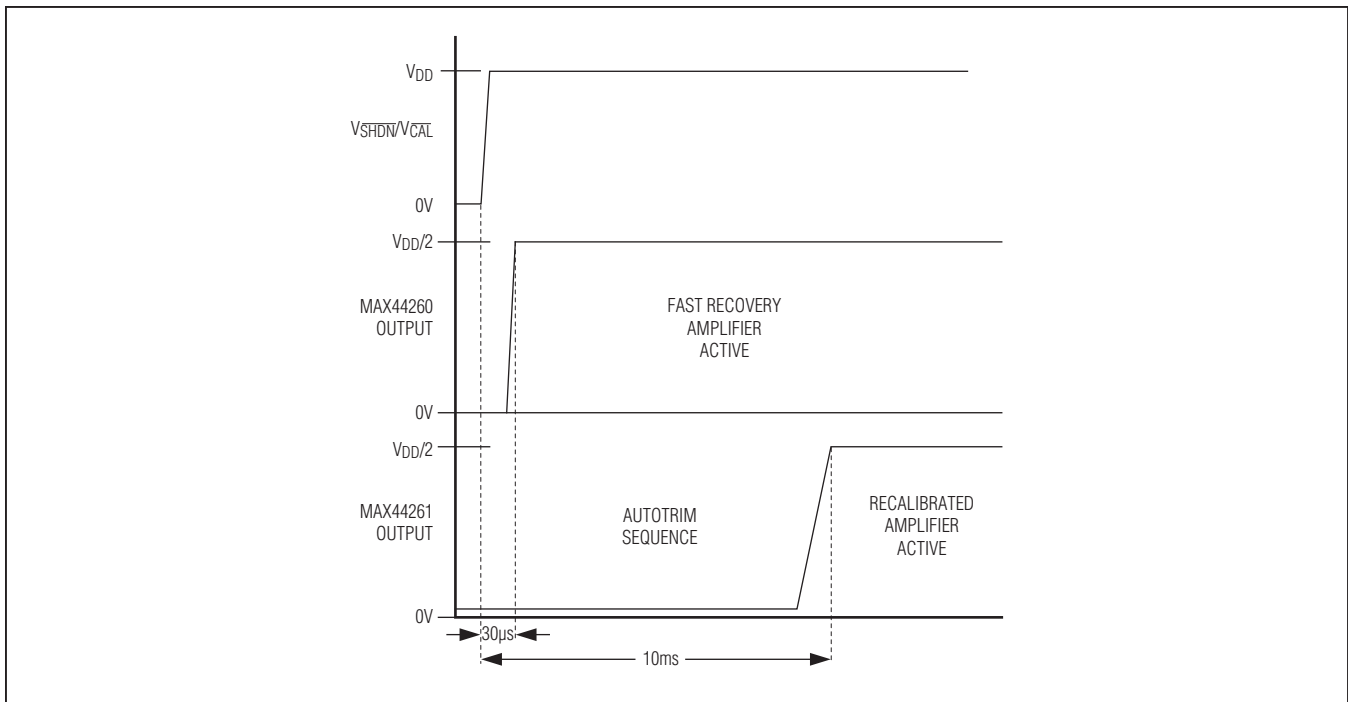 VDD
VSHDN/VCAL
0V
VDD/2
MAX44260
OUTPUT
FAST RECOVERY
AMPLIFIER
ACTIVE
0V
VDD/2
MAX44261
OUTPUT
AUTOTRIM
SEQUENCE
RECALIBRATED
AMPLIFIER
ACTIVE
0V
30µs
10ms